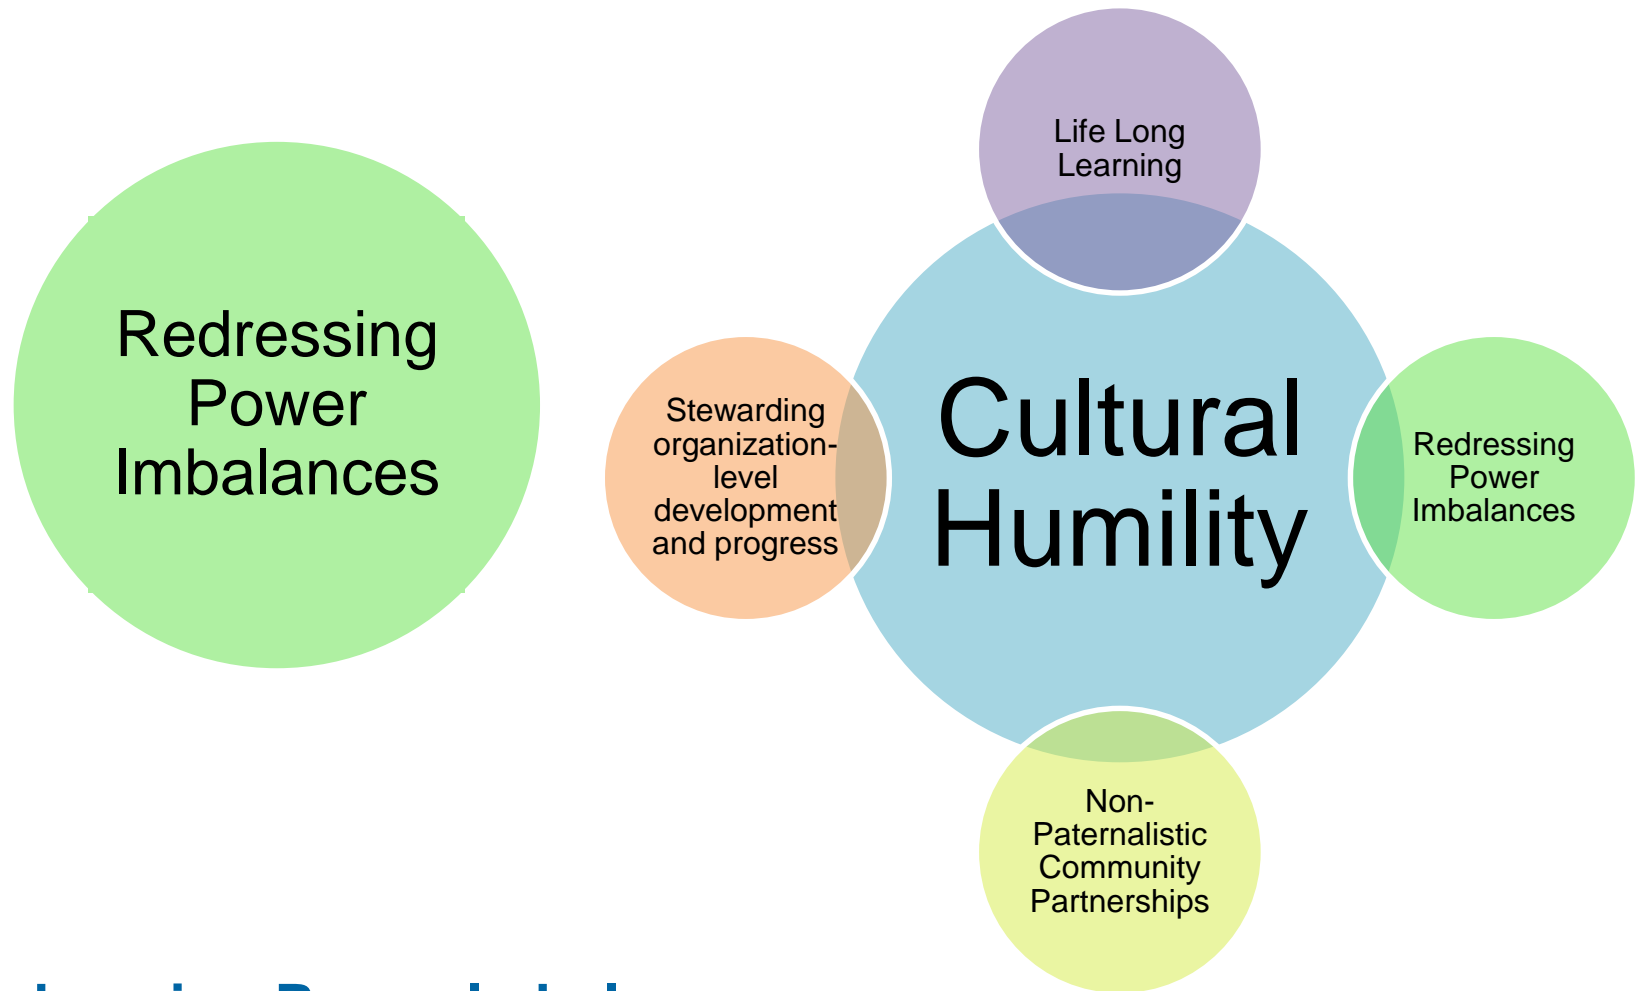 Redressing
Power
Imbalances
Life Long
Learning
Stewarding
organization-
level
development
and progress
Cultural
Humility
Redressing
Power
Imbalances
Non-
Paternalistic
Community
Partnerships